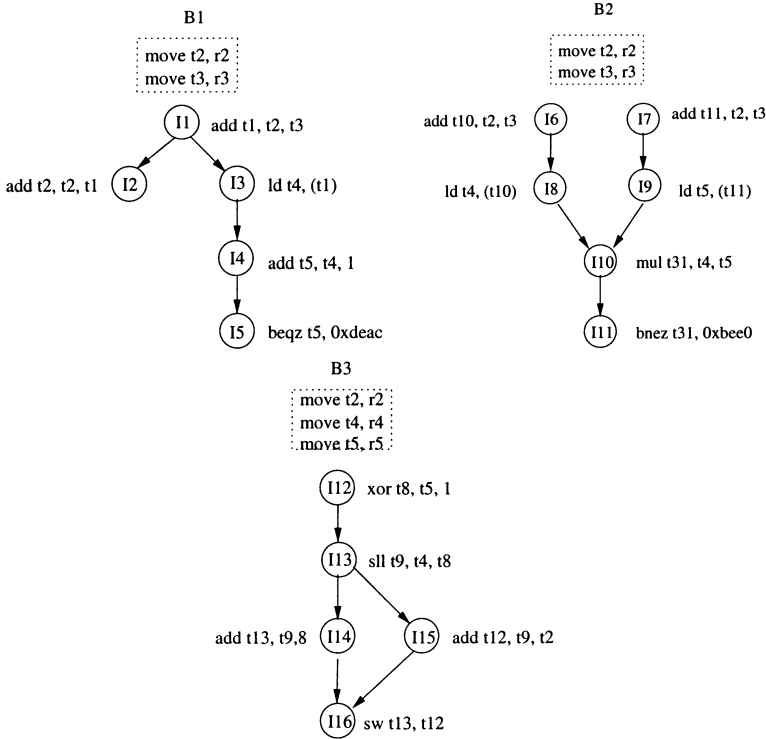 B1
move t2, r2
move t3, r3
I1 add t1, t2, t3
add t2, t2, t1 I2 I3 ld t4, (t1)
I4 add t5, t4, 1
I5 beqz t5, 0xdeac
B2
move t2, r2
move t3, r3
add t10, t2, t3 I6 I7 add t11, t2, t3
ld t4, (t10) I8 I9 ld t5, (t11)
I10 mul t31, t4, t5
I11 bnez t31, 0xbee0
B3
move t2, r2
move t4, r4
move t5, r5
I12 xor t8, t5, 1
I13 sll t9, t4, t8
add t13, t9,8 I14 I15 add t12, t9, t2
I16 sw t13, t12